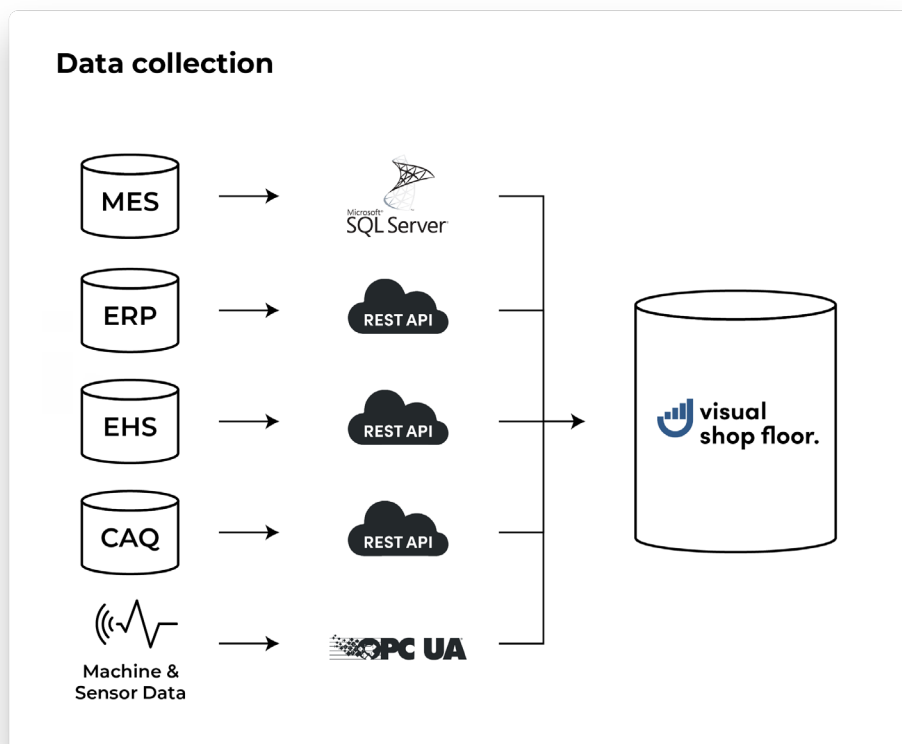 Data collection
MES
Microsoft®
SQL Server
ERP
REST API
EHS
REST API
visual
shop floor.
CAQ
REST API
OPC UA
Machine &
Sensor Data